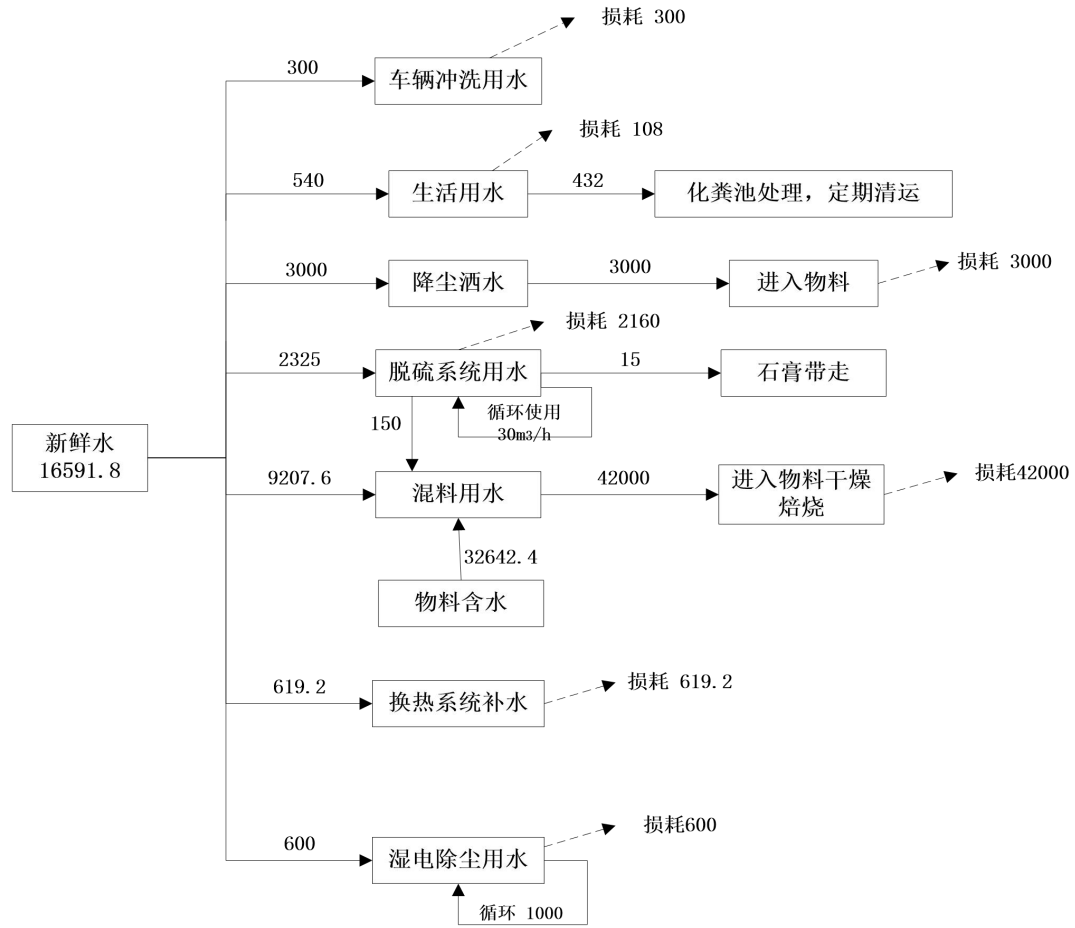 损耗 300
300
车辆冲洗用水
损耗 108
540
生活用水
432
化粪池处理，定期清运
3000
降尘洒水
3000
进入物料
损耗 3000
损耗 2160
2325
脱硫系统用水
15
石膏带走
循环使用
30m3/h
150
新鲜水
16591.8
9207.6
混料用水
42000
进入物料干燥
焙烧
损耗42000
32642.4
物料含水
619.2
换热系统补水
损耗 619.2
600
湿电除尘用水
损耗600
循环 1000